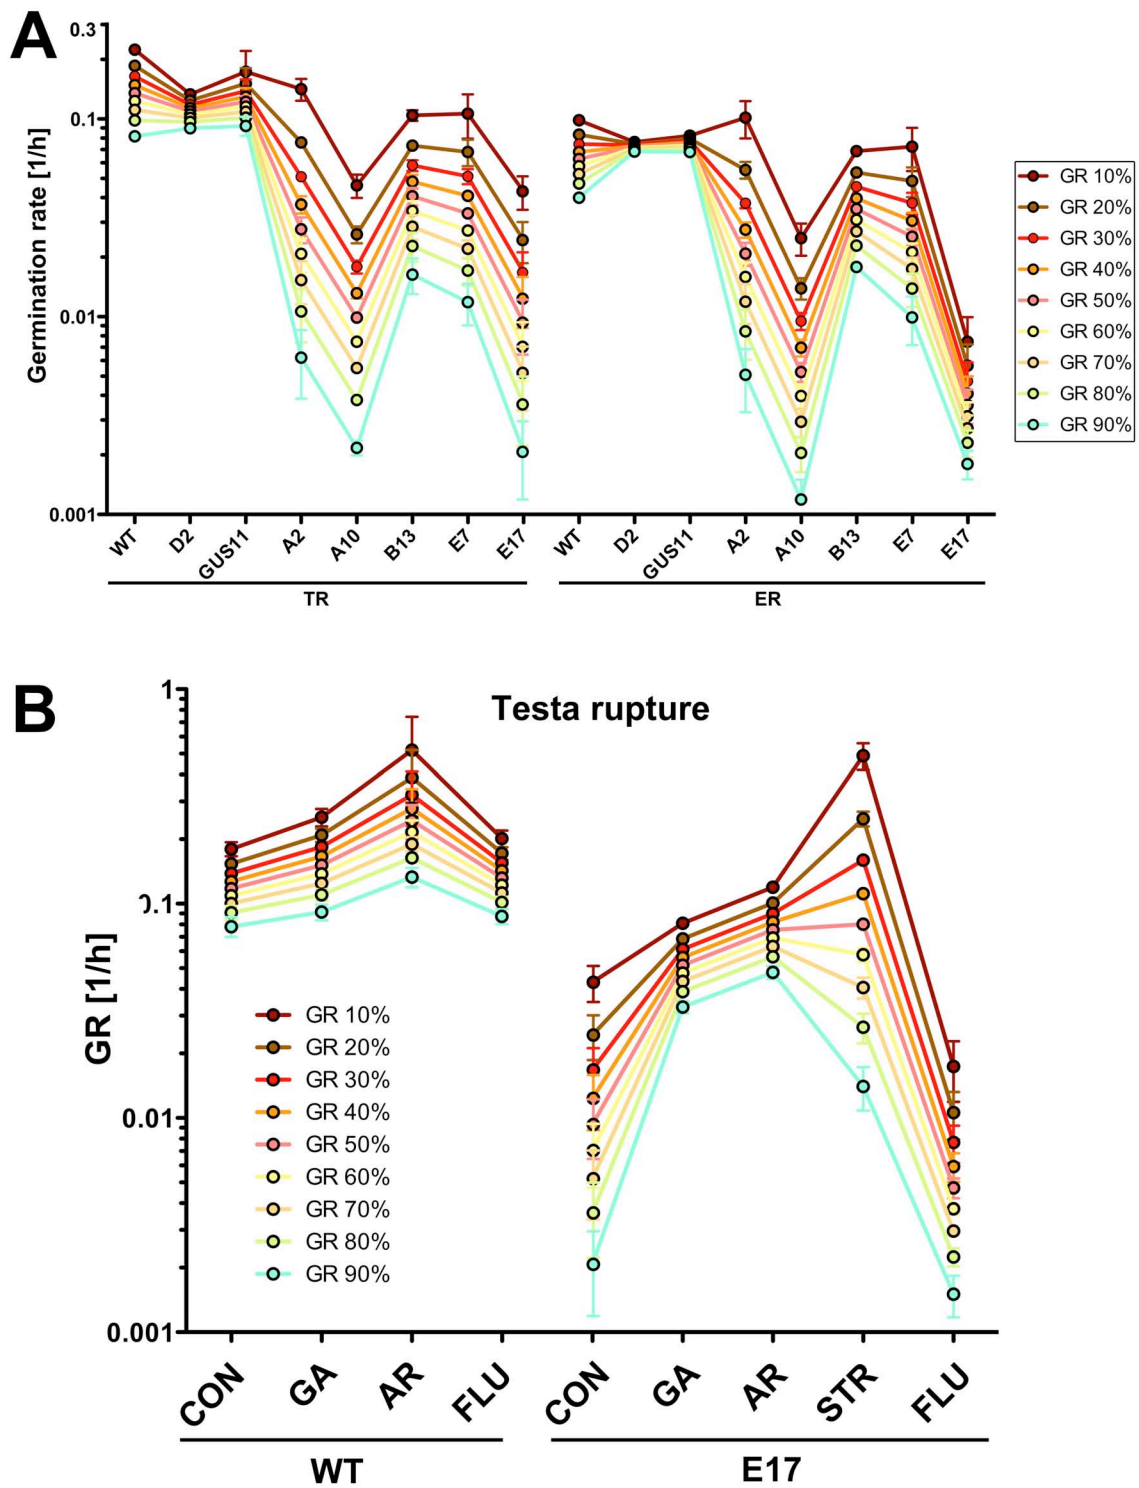 A
0.3
0.1
0.01
0.001
Germination rate [1/h]
WT D2 GUS11 A2 A10 B13 E7 E17 WT D2 GUS11 A2 A10 B13 E7 E17
TR ER
GR 10%
GR 20%
GR 30%
GR 40%
GR 50%
GR 60%
GR 70%
GR 80%
GR 90%
B
Testa rupture
1
0.1
0.01
0.001
GR [1/h]
GR 10%
GR 20%
GR 30%
GR 40%
GR 50%
GR 60%
GR 70%
GR 80%
GR 90%
CON GA AR FLU CON GA AR STR FLU
WT E17